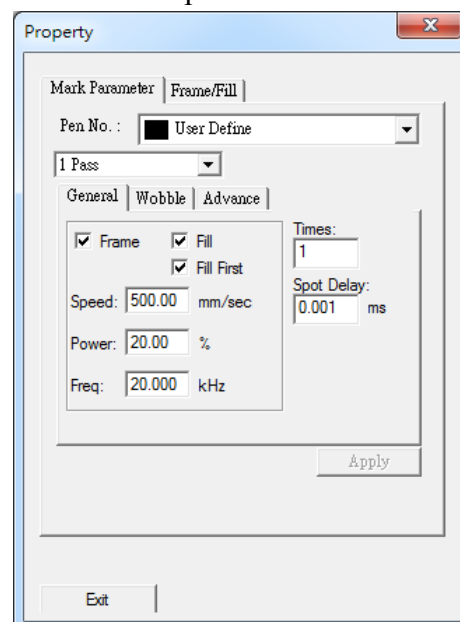 Property
Mark Parameter Frame/Fill
Pen No. : User Define
1 Pass
General Wobble Advance
Frame Fill
Fill First
Speed: 500.00 mm/sec
Power: 20.00 %
Freq: 20.000 kHz
Times:
1
Spot Delay:
0.001 ms
Apply
Exit